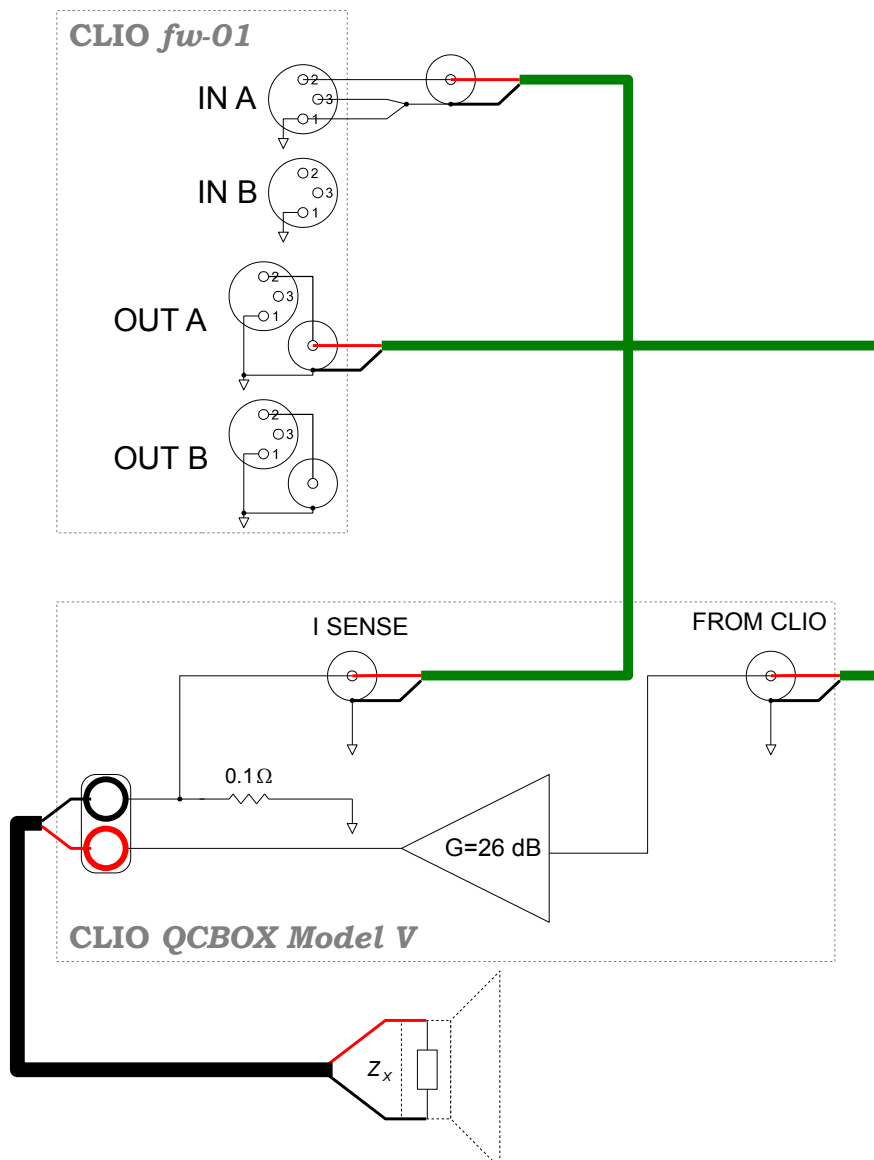 CLIO fw-01
IN A
2
3
1
IN B
2
3
1
OUT A
2
3
1
OUT B
2
3
1
I SENSE
FROM CLIO
0.1Ω
G=26 dB
CLIO QCBOX Model V
Z X